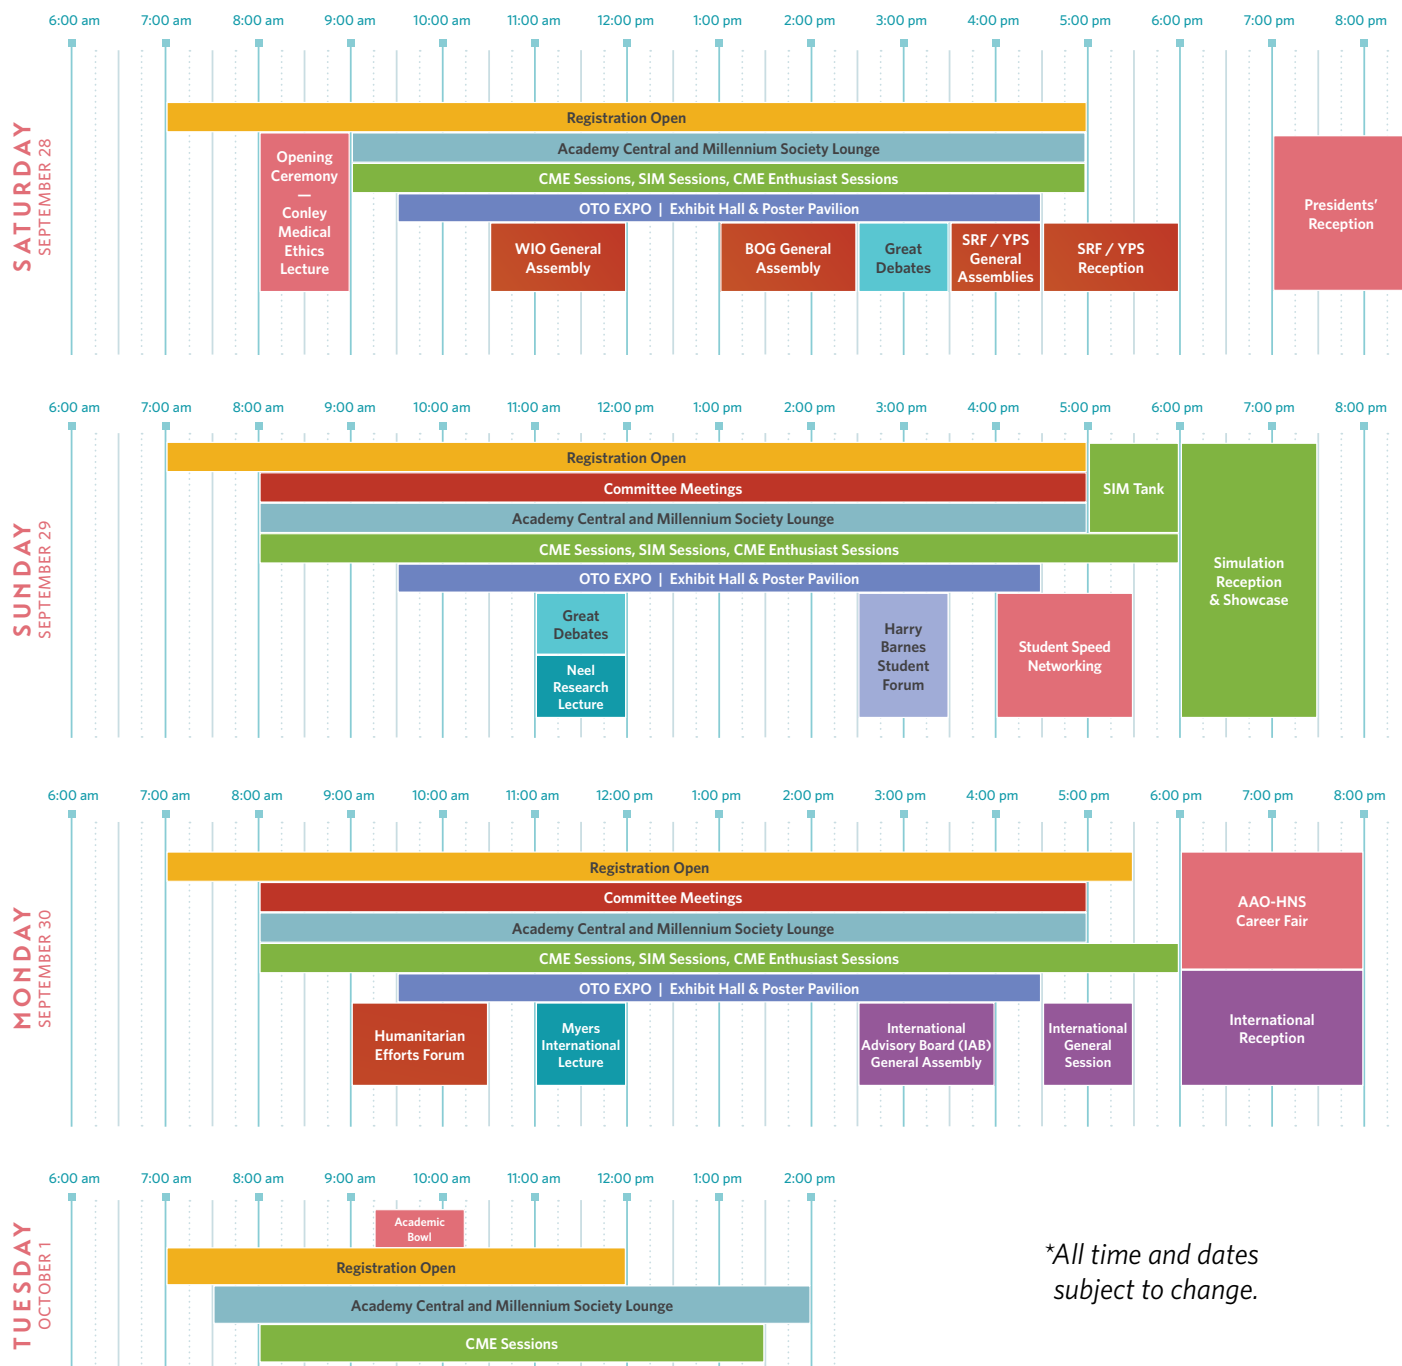 6:00 am 7:00 am 8:00 am 9:00 am 10:00 am 11:00 am 12:00 pm 1:00 pm 2:00 pm 3:00 pm 4:00 pm 5:00 pm 6:00 pm 7:00 pm 8:00 pm
SATURDAY
SEPTEMBER 28
Registration Open
Opening
Ceremony
—
Conley
Medical
Ethics
Lecture
Academy Central and Millennium Society Lounge
CME Sessions, SIM Sessions, CME Enthusiast Sessions
OTO EXPO | Exhibit Hall & Poster Pavilion
WIO General
Assembly
BOG General
Assembly
Great
Debates
SRF / YPS
General
Assemblies
SRF / YPS
Reception
Presidents’
Reception
6:00 am 7:00 am 8:00 am 9:00 am 10:00 am 11:00 am 12:00 pm 1:00 pm 2:00 pm 3:00 pm 4:00 pm 5:00 pm 6:00 pm 7:00 pm 8:00 pm
SUNDAY
SEPTEMBER 29
Registration Open
Committee Meetings
SIM Tank
Academy Central and Millennium Society Lounge
CME Sessions, SIM Sessions, CME Enthusiast Sessions
OTO EXPO | Exhibit Hall & Poster Pavilion
Simulation
Reception
& Showcase
Great
Debates
Neel
Research
Lecture
Harry
Barnes
Student
Forum
Student Speed
Networking
6:00 am 7:00 am 8:00 am 9:00 am 10:00 am 11:00 am 12:00 pm 1:00 pm 2:00 pm 3:00 pm 4:00 pm 5:00 pm 6:00 pm 7:00 pm 8:00 pm
MONDAY
SEPTEMBER 30
Registration Open
Committee Meetings
Academy Central and Millennium Society Lounge
CME Sessions, SIM Sessions, CME Enthusiast Sessions
OTO EXPO | Exhibit Hall & Poster Pavilion
AAO-HNS
Career Fair
Humanitarian
Efforts Forum
Myers
International
Lecture
International
Advisory Board (IAB)
General Assembly
International
General
Session
International
Reception
6:00 am 7:00 am 8:00 am 9:00 am 10:00 am 11:00 am 12:00 pm 1:00 pm 2:00 pm
TUESDAY
OCTOBER 1
Academic
Bowl
Registration Open
Academy Central and Millennium Society Lounge
CME Sessions
*All time and dates
subject to change.